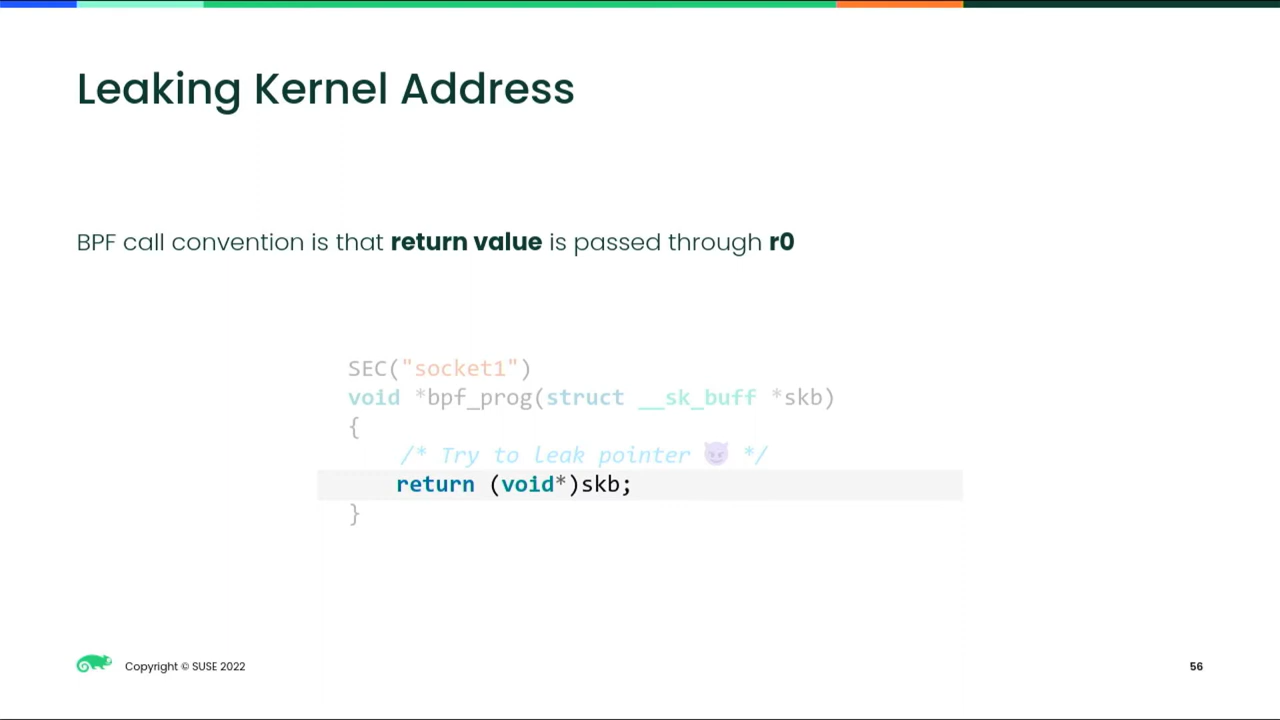 Leaking Kernel Address
BPF call convention is that return value is passed through r0
SEC("socket1")
void *bpf_prog(struct __sk_buff *skb)
{
/* Try to leak pointer 😈 */
return (void*)skb;
}
Copyright © SUSE 2022
56